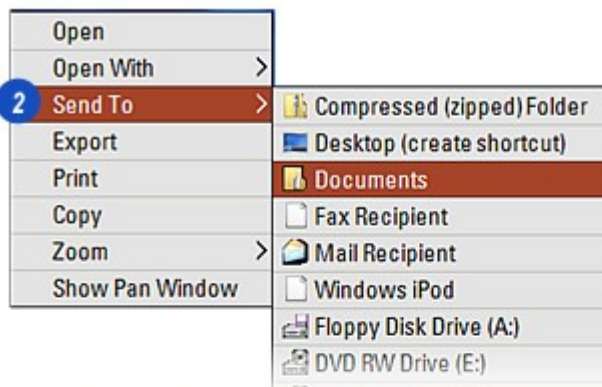 Open
Open With
2
Send To
Export
Print
Copy
Zoom
Show Pan Window
Compressed (zipped) Folder
Desktop (create shortcut)
Documents
Fax Recipient
Mail Recipient
Windows iPod
Floppy Disk Drive (A:)
DVD RW Drive (E:)